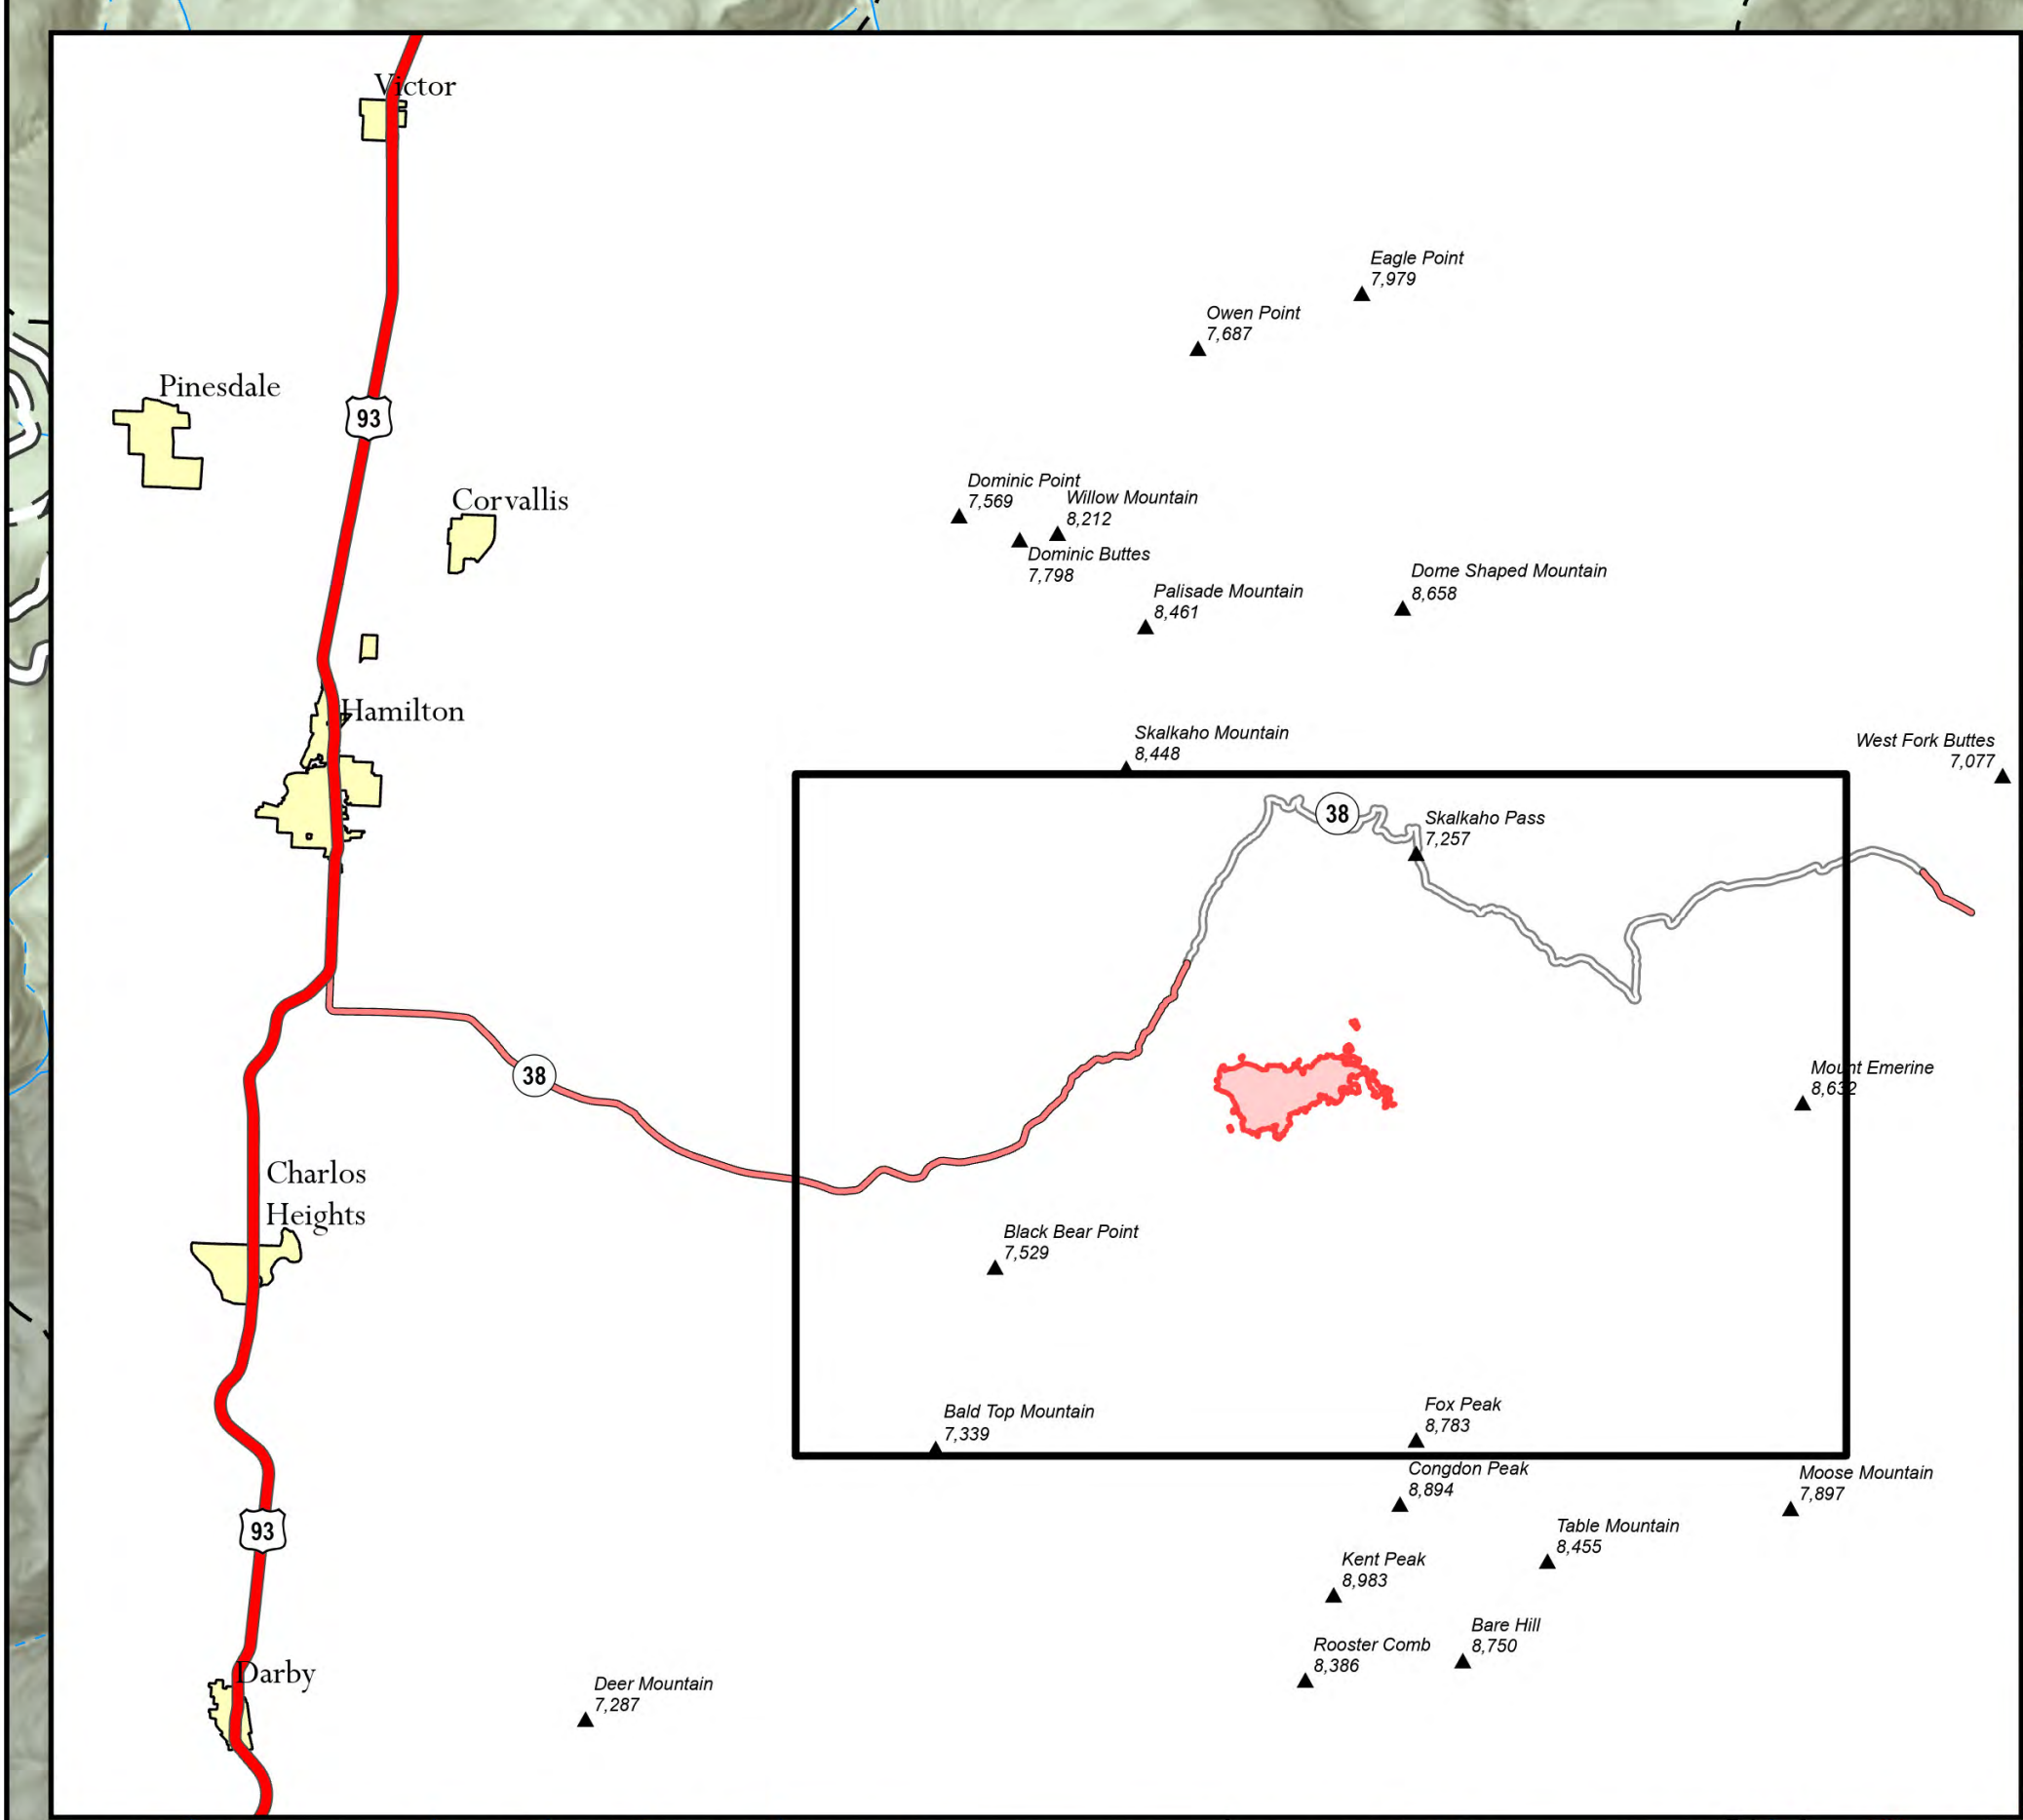 Victor
Eagle Point
7,979
Owen Point
7,687
Pinesdale
93
Corvallis
Dominic Point
7,569
Willow Mountain
8,212
Dominic Buttes
7,798
Dome Shaped Mountain
8,658
Palisade Mountain
8,461
Hamilton
Skalkaho Mountain
8,448
West Fork Buttes
7,077
38
Skalkaho Pass
7,257
38
Mount Emerine
8,632
Charlos
Heights
Black Bear Point
7,529
Bald Top Mountain
7,339
Fox Peak
8,783
Congdon Peak
8,894
Moose Mountain
7,897
93
Table Mountain
8,455
Kent Peak
8,983
Bare Hill
8,750
Rooster Comb
8,386
Darby
Deer Mountain
7,287